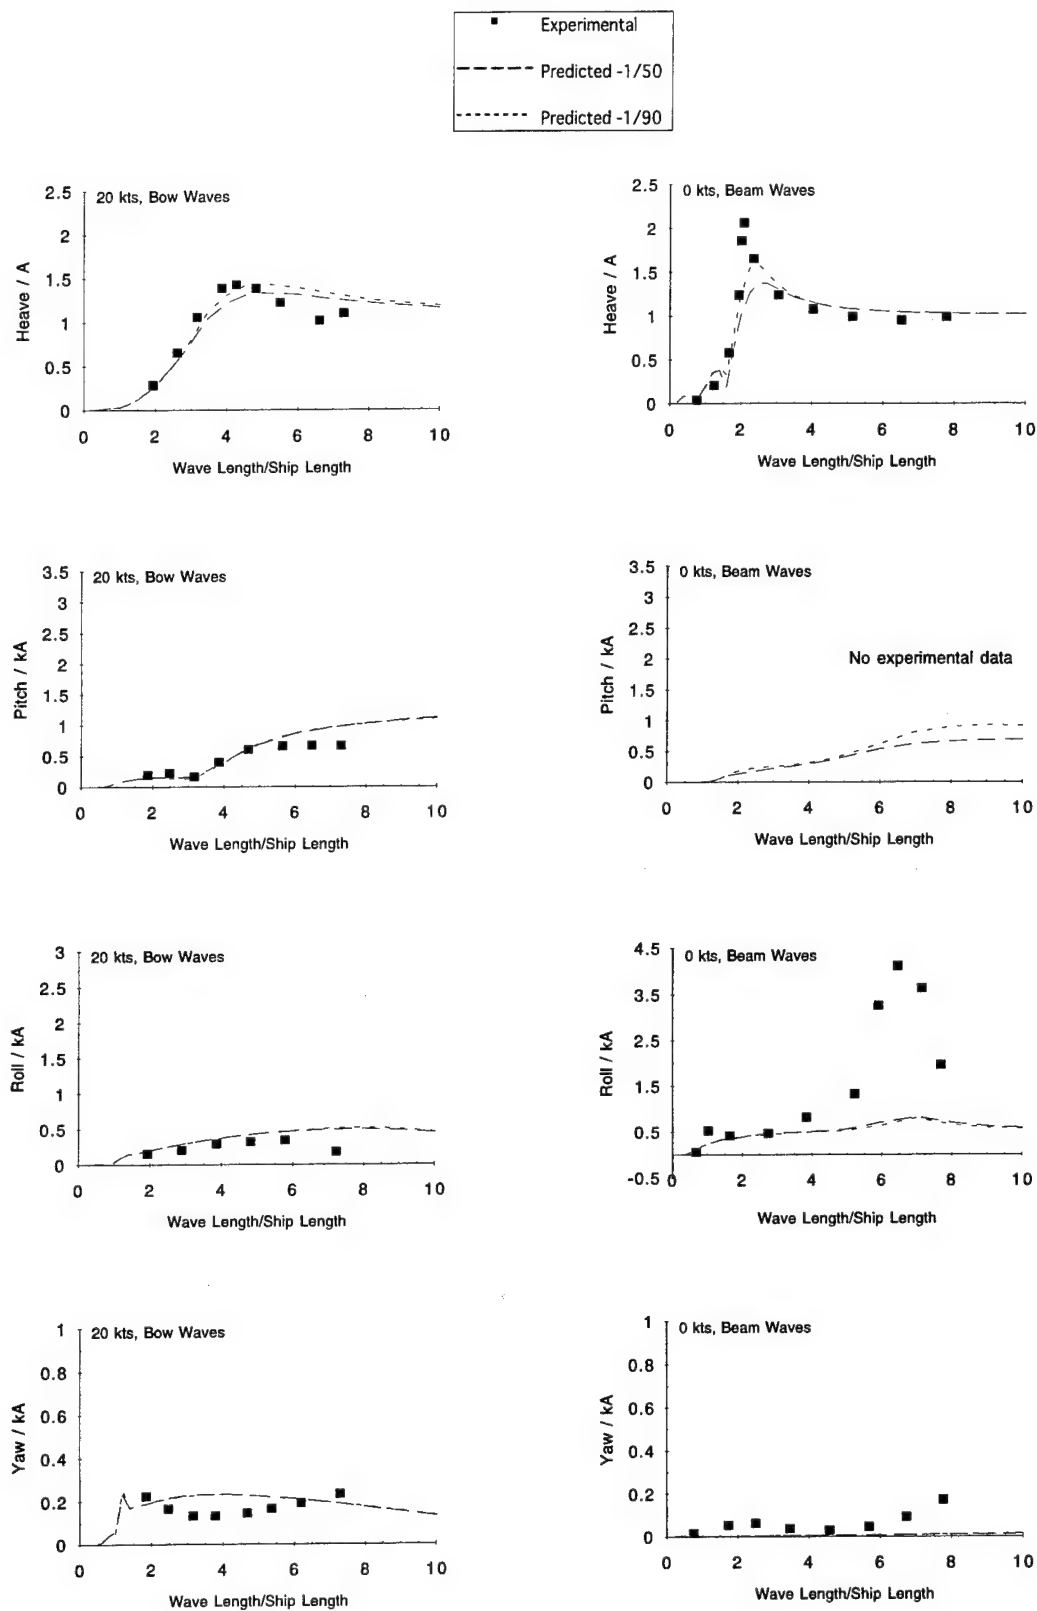 Experimental
Predicted -1/50
Predicted -1/90
20 kts, Bow Waves
Heave / A
2.5
2
1.5
1
0.5
0
0 2 4 6 8 10
Wave Length/Ship Length
0 kts, Beam Waves
Heave / A
2.5
2
1.5
1
0.5
0
0 2 4 6 8 10
Wave Length/Ship Length
20 kts, Bow Waves
Pitch / kA
3.5
3
2.5
2
1.5
1
0.5
0
0 2 4 6 8 10
Wave Length/Ship Length
0 kts, Beam Waves
Pitch / kA
3.5
3
2.5
2
1.5
1
0.5
0
No experimental data
0 2 4 6 8 10
Wave Length/Ship Length
20 kts, Bow Waves
Roll / kA
3
2.5
2
1.5
1
0.5
0
0 2 4 6 8 10
Wave Length/Ship Length
0 kts, Beam Waves
Roll / kA
4.5
3.5
2.5
1.5
0.5
-0.5
0 2 4 6 8 10
Wave Length/Ship Length
20 kts, Bow Waves
Yaw / kA
1
0.8
0.6
0.4
0.2
0
0 2 4 6 8 10
Wave Length/Ship Length
0 kts, Beam Waves
Yaw / kA
1
0.8
0.6
0.4
0.2
0
0 2 4 6 8 10
Wave Length/Ship Length